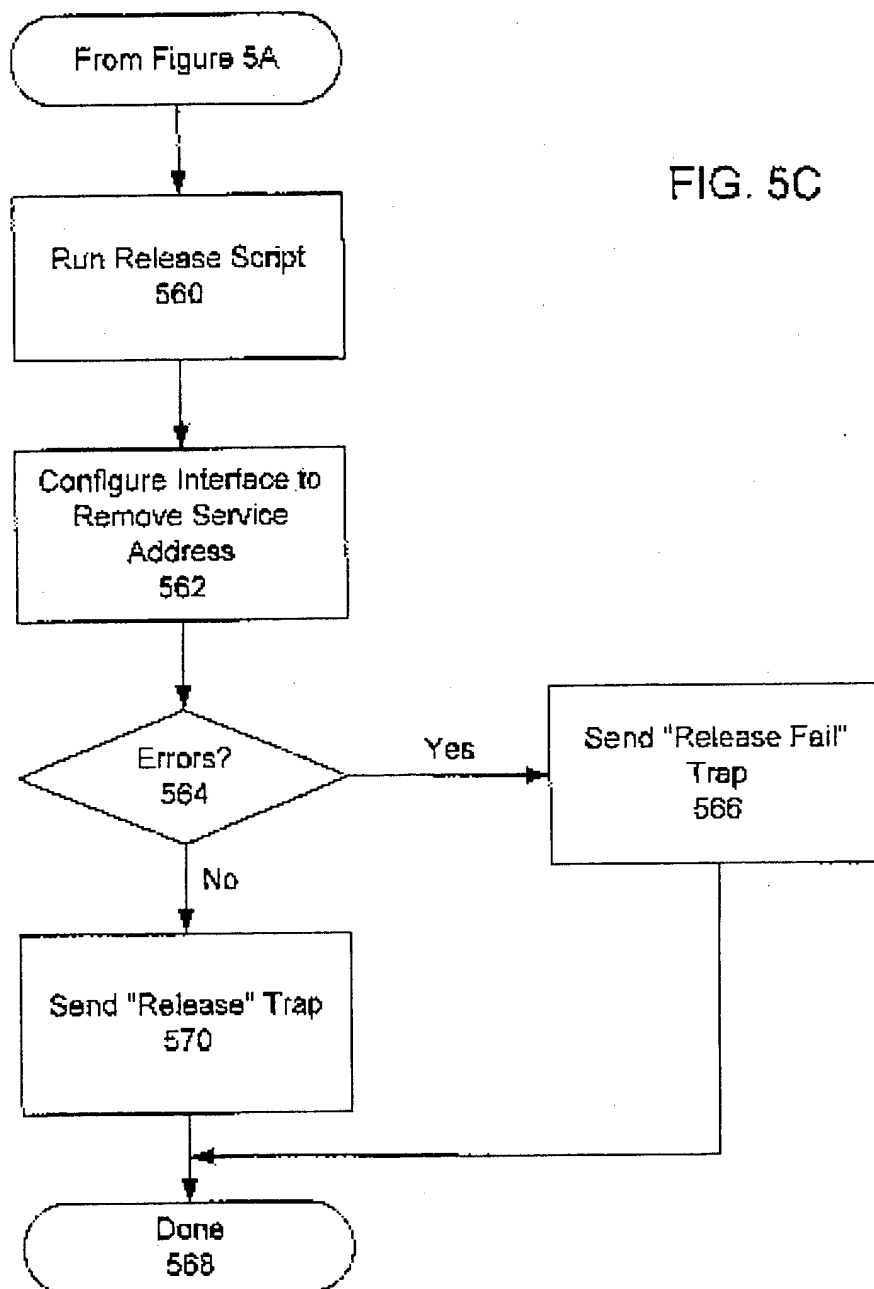 From Figure 5A
FIG. 5C
Run Release Script
560
Configure Interface to
Remove Service
Address
562
Errors?
564
Yes
Send "Release Fail"
Trap
566
No
Send "Release" Trap
570
Done
568